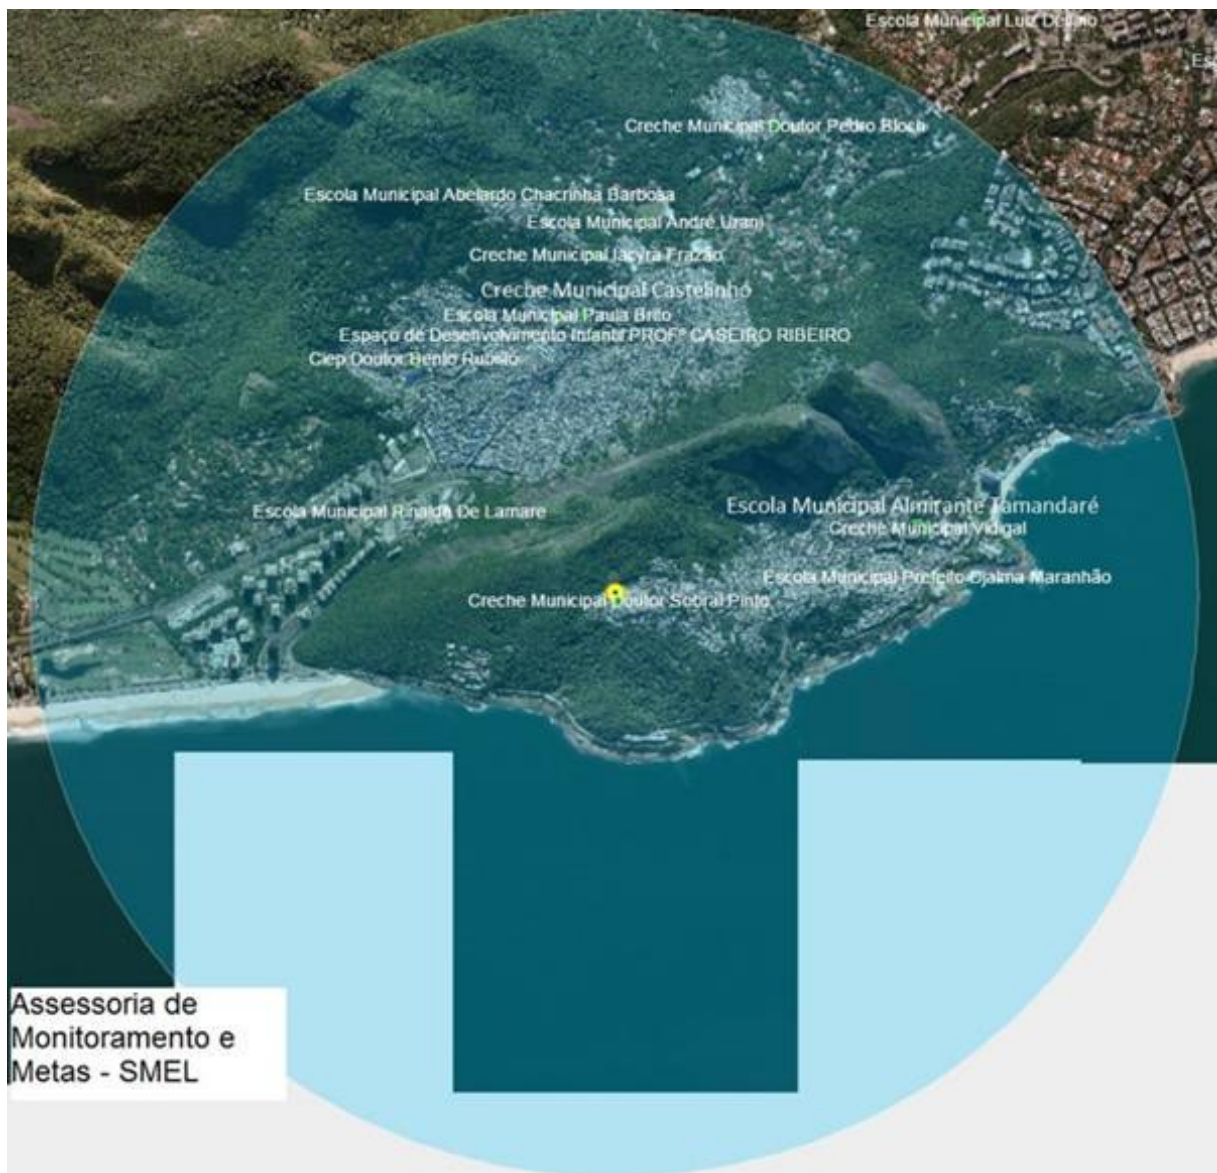 Escola Municipal Luiz Delfino
Creche Municipal Doutor Pedro Bloch
Escola Municipal Abelardo Chacrinha Barbosa
Escola Municipal André Urani
Creche Municipal Iacyra Frazão
Creche Municipal Castelinho
Escola Municipal Paula Brito
Espaço de Desenvolvimento Infantil PROFª CASEIRO RIBEIRO
Ciep Doutor Bento Rubião
Escola Municipal Rinaldo De Lamare
Escola Municipal Almirante Tamandaré
Creche Municipal Vidigal
Escola Municipal Prefeito Djalma Maranhão
Creche Municipal Doutor Sobral Pinto
Assessoria de
Monitoramento e
Metas - SMEL